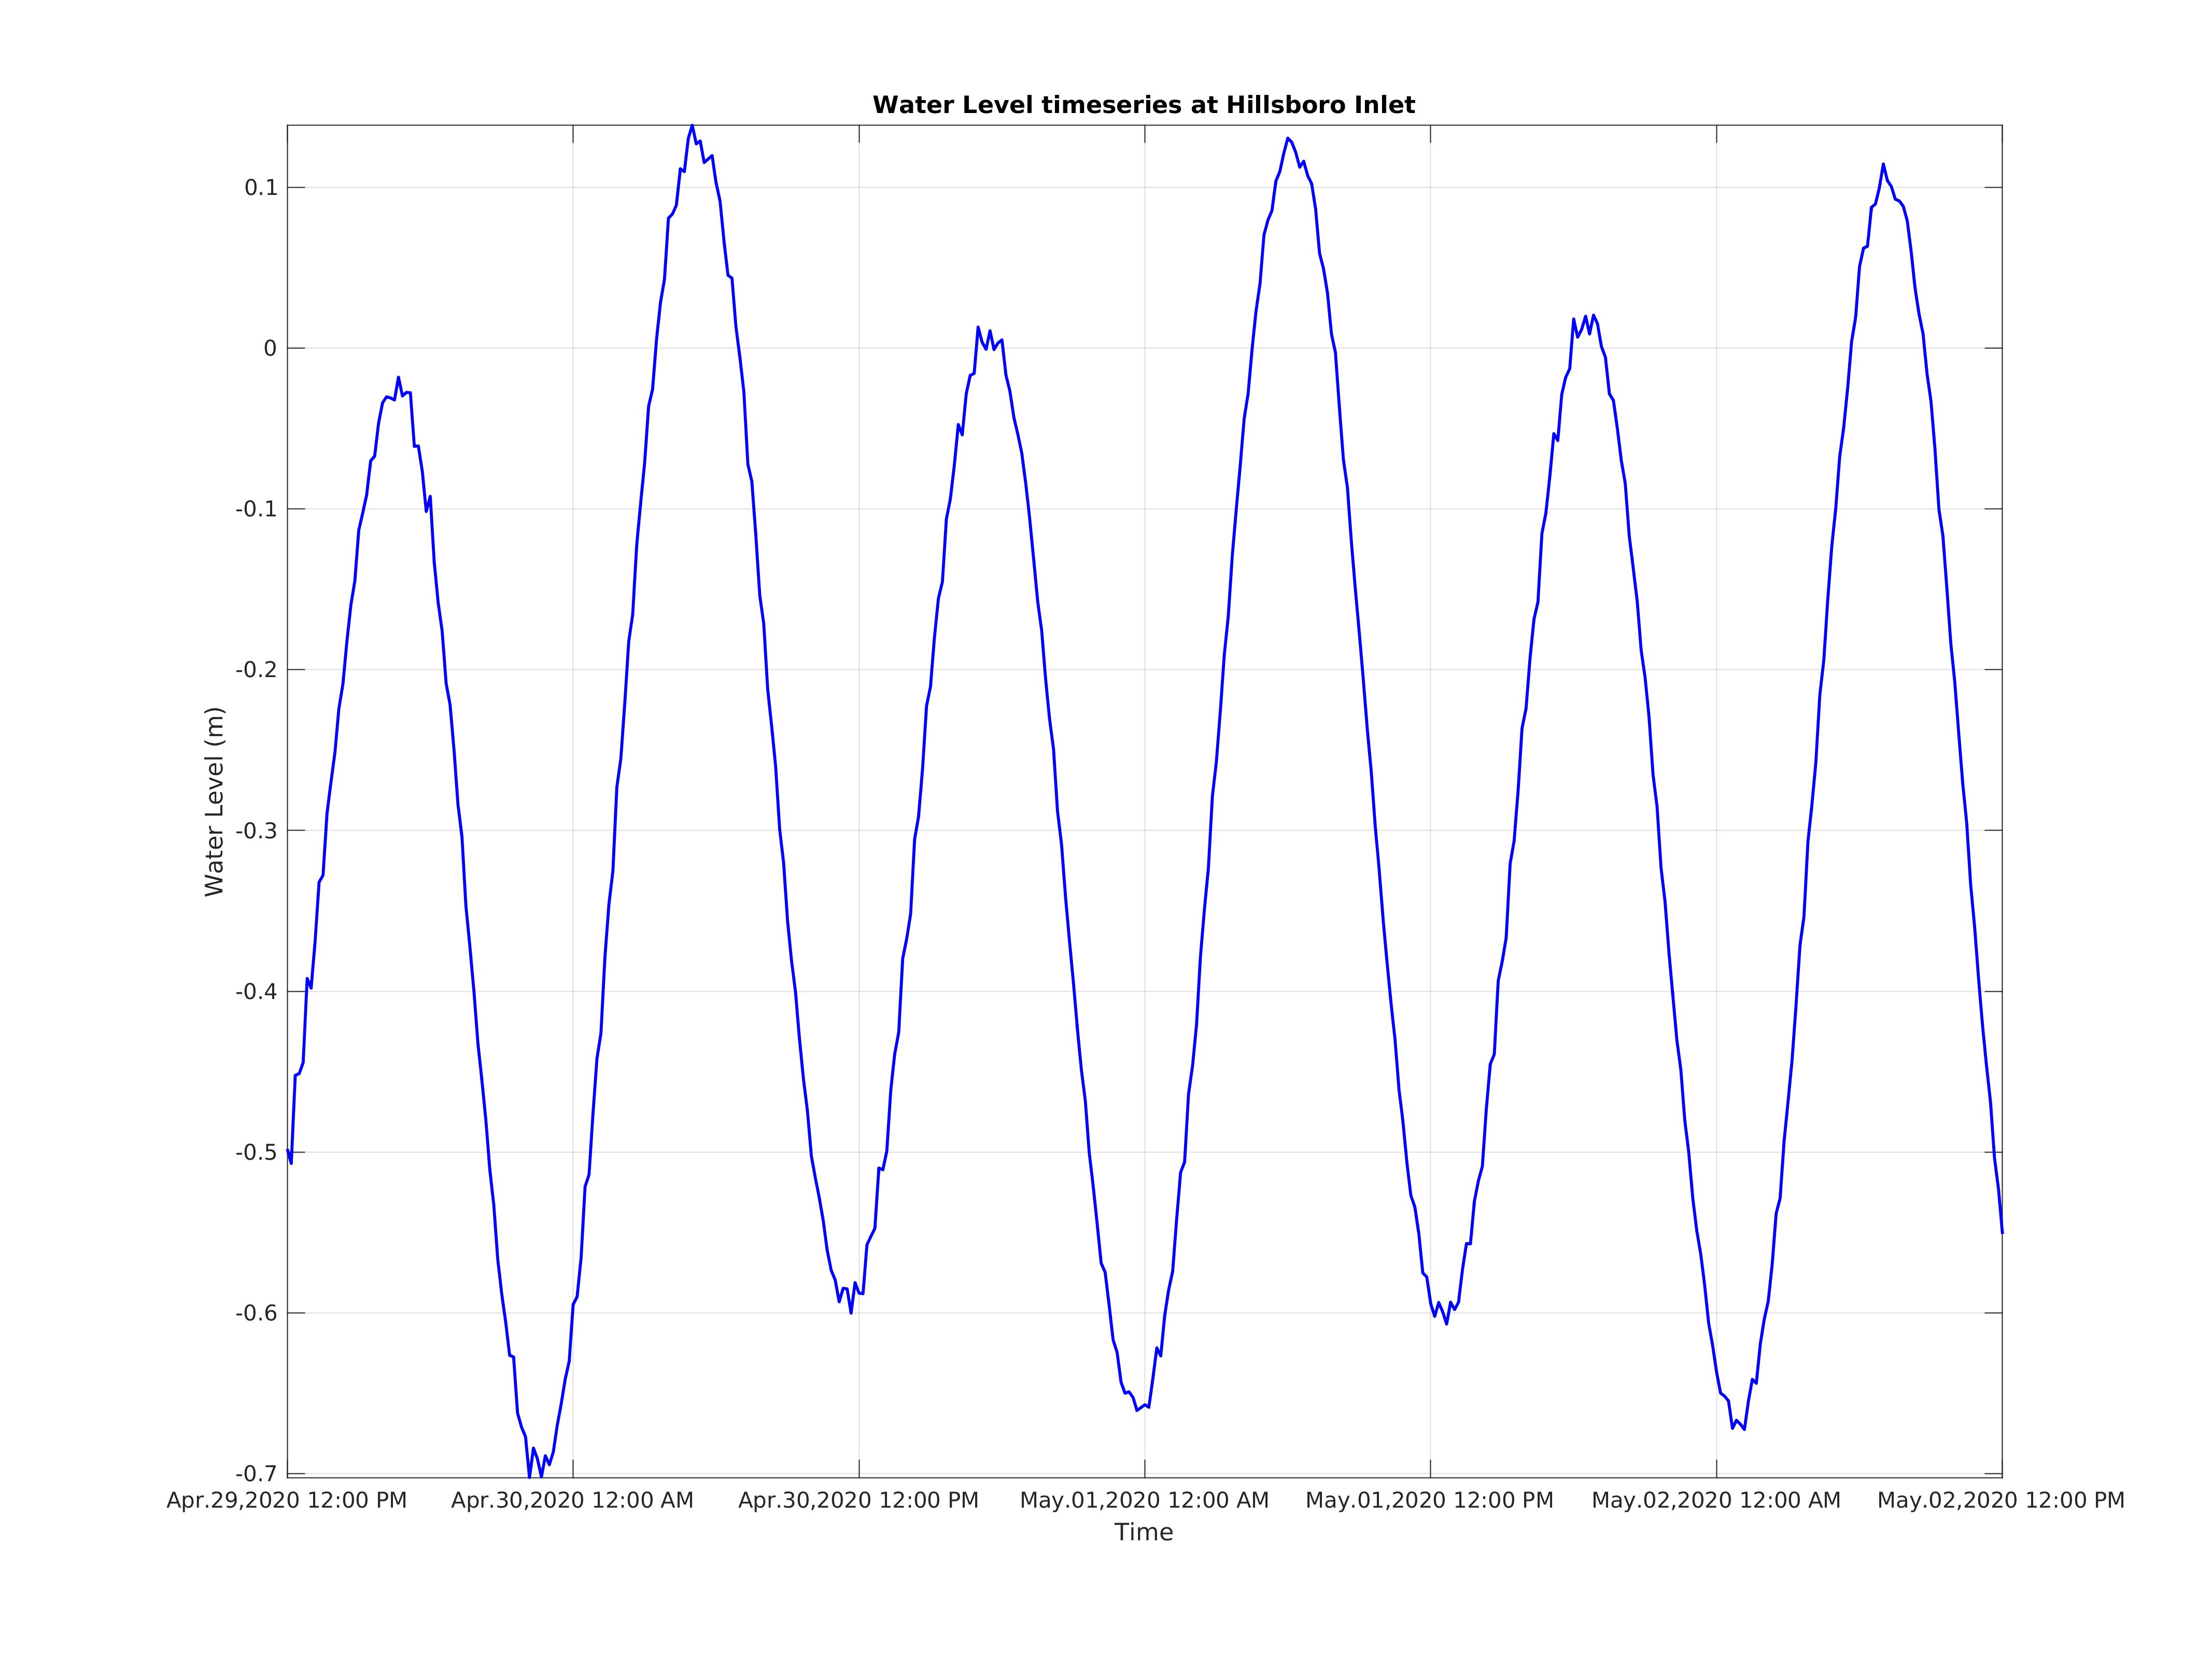 Water Level timeseries at Hillsboro Inlet
0.1
0
-0.1
-0.2
-0.3
-0.4
-0.5
-0.6
-0.7
Water Level (m)
Apr.29,2020 12:00 PM
Apr.30,2020 12:00 AM
Apr.30,2020 12:00 PM
May.01,2020 12:00 AM
May.01,2020 12:00 PM
May.02,2020 12:00 AM
May.02,2020 12:00 PM
Time